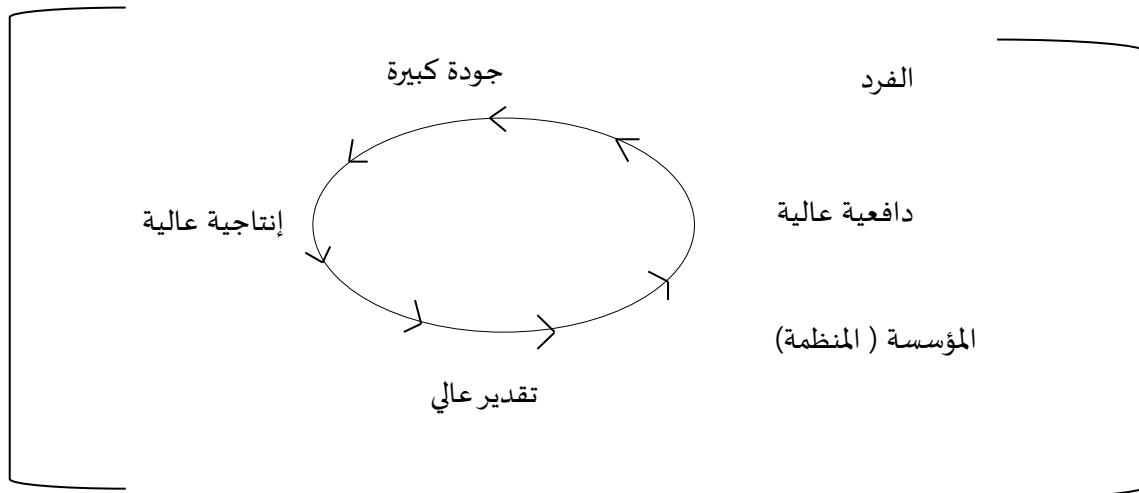 جودة كبيرة
الفرد
دافعية عالية
إنتاجية عالية
المؤسسة ( المنظمة)
تقدير عالي